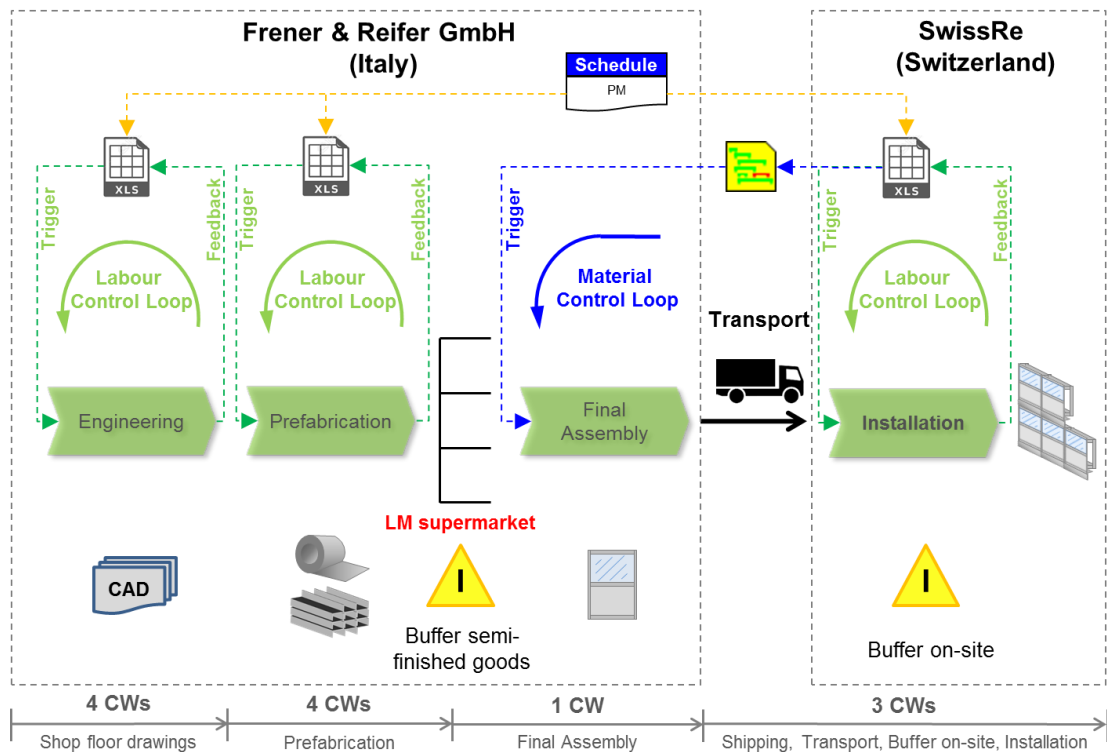 Frener & Reifer GmbH
(Italy)
SwissRe
(Switzerland)
Schedule
PM
XLS
XLS
XLS
Trigger
Feedback
Trigger
Feedback
Trigger
Trigger
Feedback
Labour
Control Loop
Labour
Control Loop
Material
Control Loop
Labour
Control Loop
Transport
Engineering
Prefabrication
Final
Assembly
Installation
LM supermarket
CAD
I
I
Buffer semi-
finished goods
Buffer on-site
4 CWs
4 CWs
1 CW
3 CWs
Shop floor drawings
Prefabrication
Final Assembly
Shipping, Transport, Buffer on-site, Installation